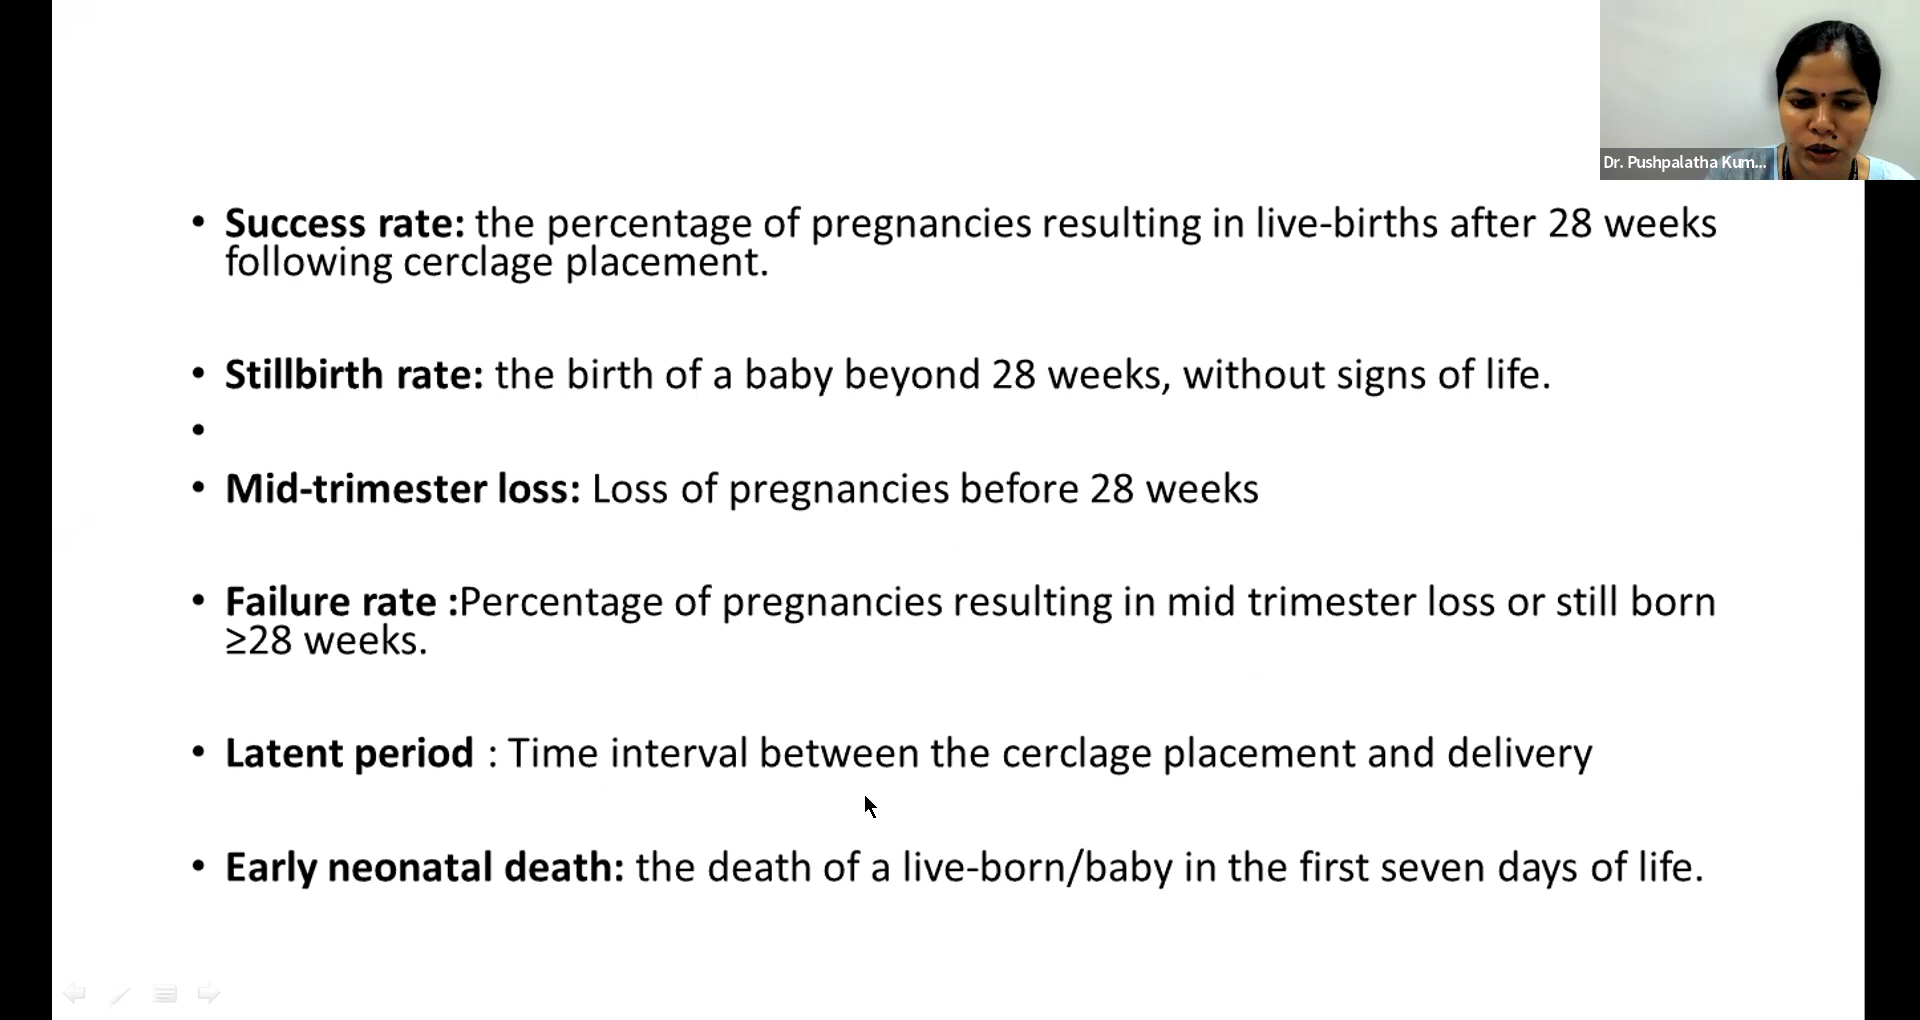 Dr. Pushpalatha Kum...
• Success rate: the percentage of pregnancies resulting in live-births after 28 weeks
following cerclage placement.
• Stillbirth rate: the birth of a baby beyond 28 weeks, without signs of life.
•
• Mid-trimester loss: Loss of pregnancies before 28 weeks
• Failure rate :Percentage of pregnancies resulting in mid trimester loss or still born
≥28 weeks.
• Latent period : Time interval between the cerclage placement and delivery
• Early neonatal death: the death of a live-born/baby in the first seven days of life.